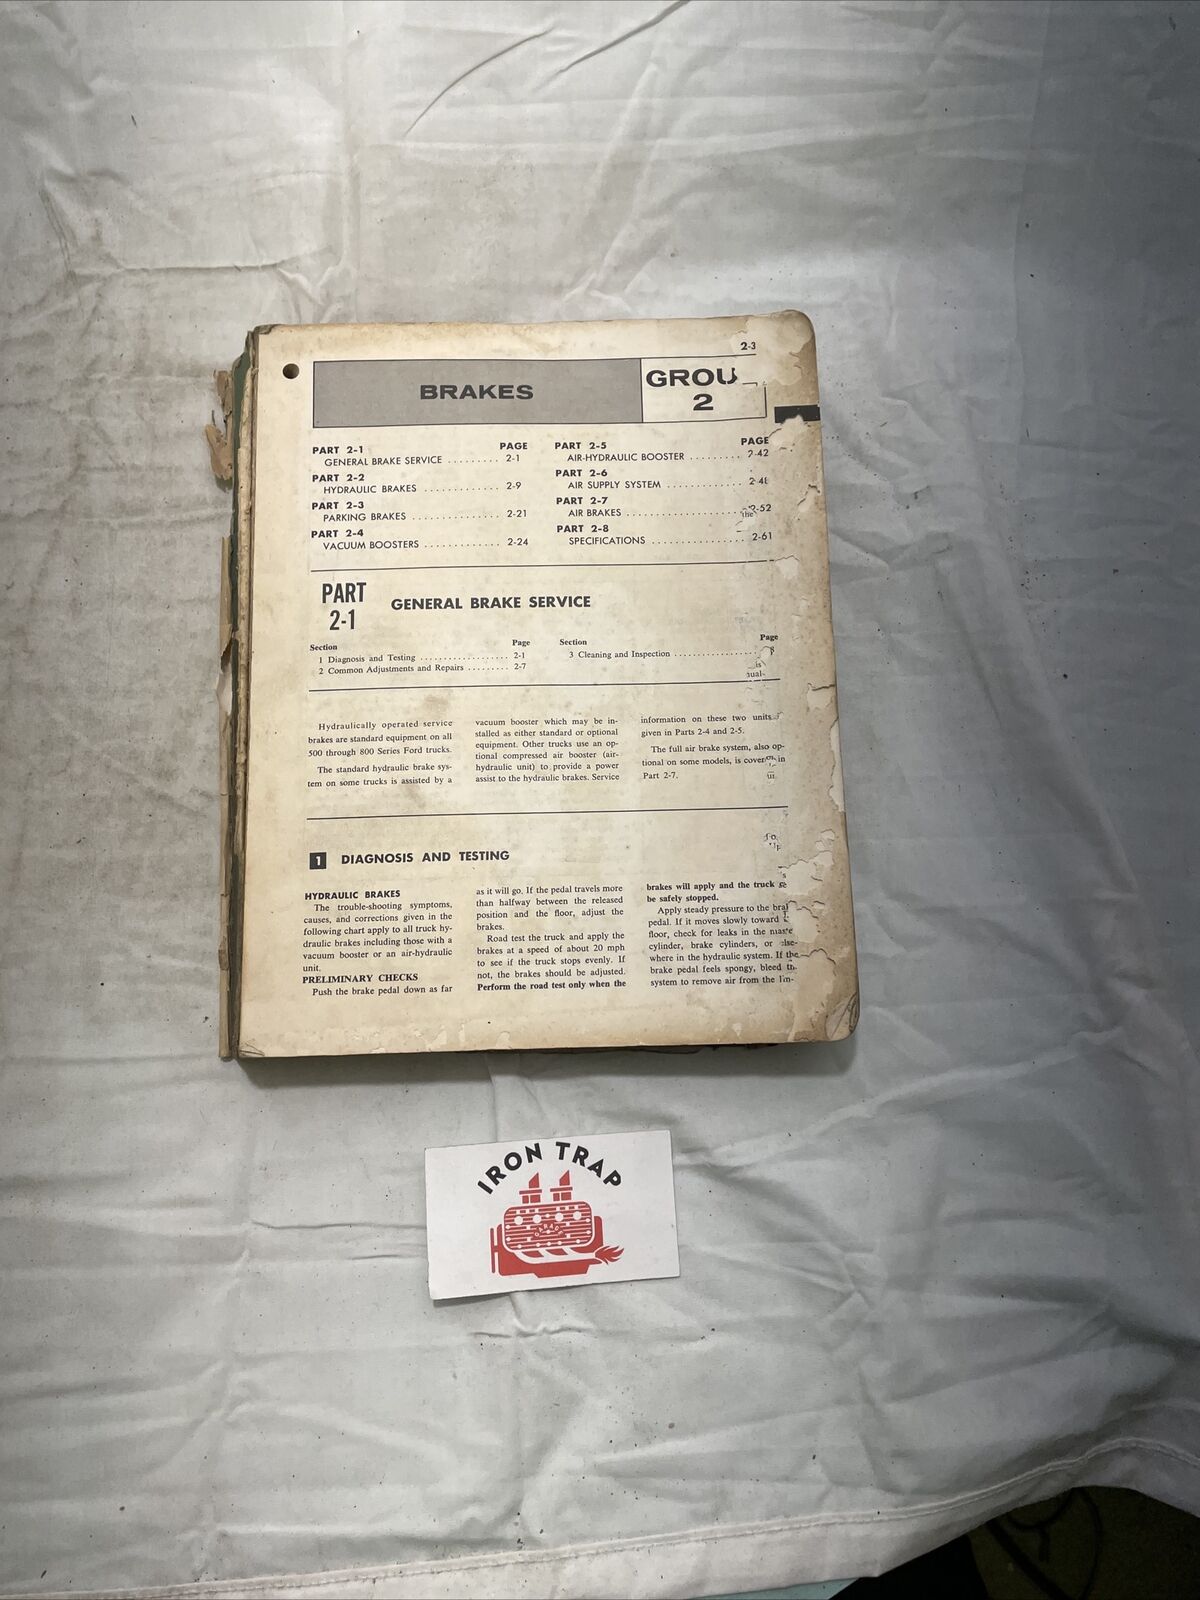 2-3
BRAKES
GROU
2
PART 2-1 PAGE
GENERAL BRAKE SERVICE ......... 2-1
PART 2-2
HYDRAULIC BRAKES ............. 2-9
PART 2-3
PARKING BRAKES ............... 2-21
PART 2-4
VACUUM BOOSTERS ............. 2-24
PART 2-5 PAGE
AIR-HYDRAULIC BOOSTER ......... 2-42
PART 2-6
AIR SUPPLY SYSTEM ............
PART 2-7
AIR BRAKES ................. 2-52
PART 2-8
SPECIFICATIONS ................ 2-61
PART
2-1
GENERAL BRAKE SERVICE
Section Page
1 Diagnosis and Testing .................. 2-1
2 Common Adjustments and Repairs ......... 2-7
Section Page
3 Cleaning and Inspection ..................
Hydraulically operated service
brakes are standard equipment on all
500 through 800 Series Ford trucks.
The standard hydraulic brake sys-
tem on some trucks is assisted by a
vacuum booster which may be in-
stalled as either standard or optional
equipment. Other trucks use an op-
tional compressed air booster (air-
hydraulic unit) to provide a power
assist to the hydraulic brakes. Service
information on these two units
given in Parts 2-4 and 2-5.
The full air brake system, also op-
tional on some models, is cover in
Part 2-7.
1 DIAGNOSIS AND TESTING
HYDRAULIC BRAKES
The trouble-shooting symptoms,
causes, and corrections given in the
following chart apply to all truck hy-
draulic brakes including those with a
vacuum booster or an air-hydraulic
unit.
PRELIMINARY CHECKS
Push the brake pedal down as far
as it will go. If the pedal travels more
than halfway between the released
position and the floor, adjust the
brakes.
Road test the truck and apply the
brakes at a speed of about 20 mph
to see if the truck stops evenly. If
not, the brakes should be adjusted.
Perform the road test only when the
brakes will apply and the truck
be safely stopped.
Apply steady pressure to the
pedal. If it moves slowly toward
floor, check for leaks in the
cylinder, brake cylinders, or
where in the hydraulic system. If the
brake pedal feels spongy, bleed
system to remove air from the
IRON TRAP